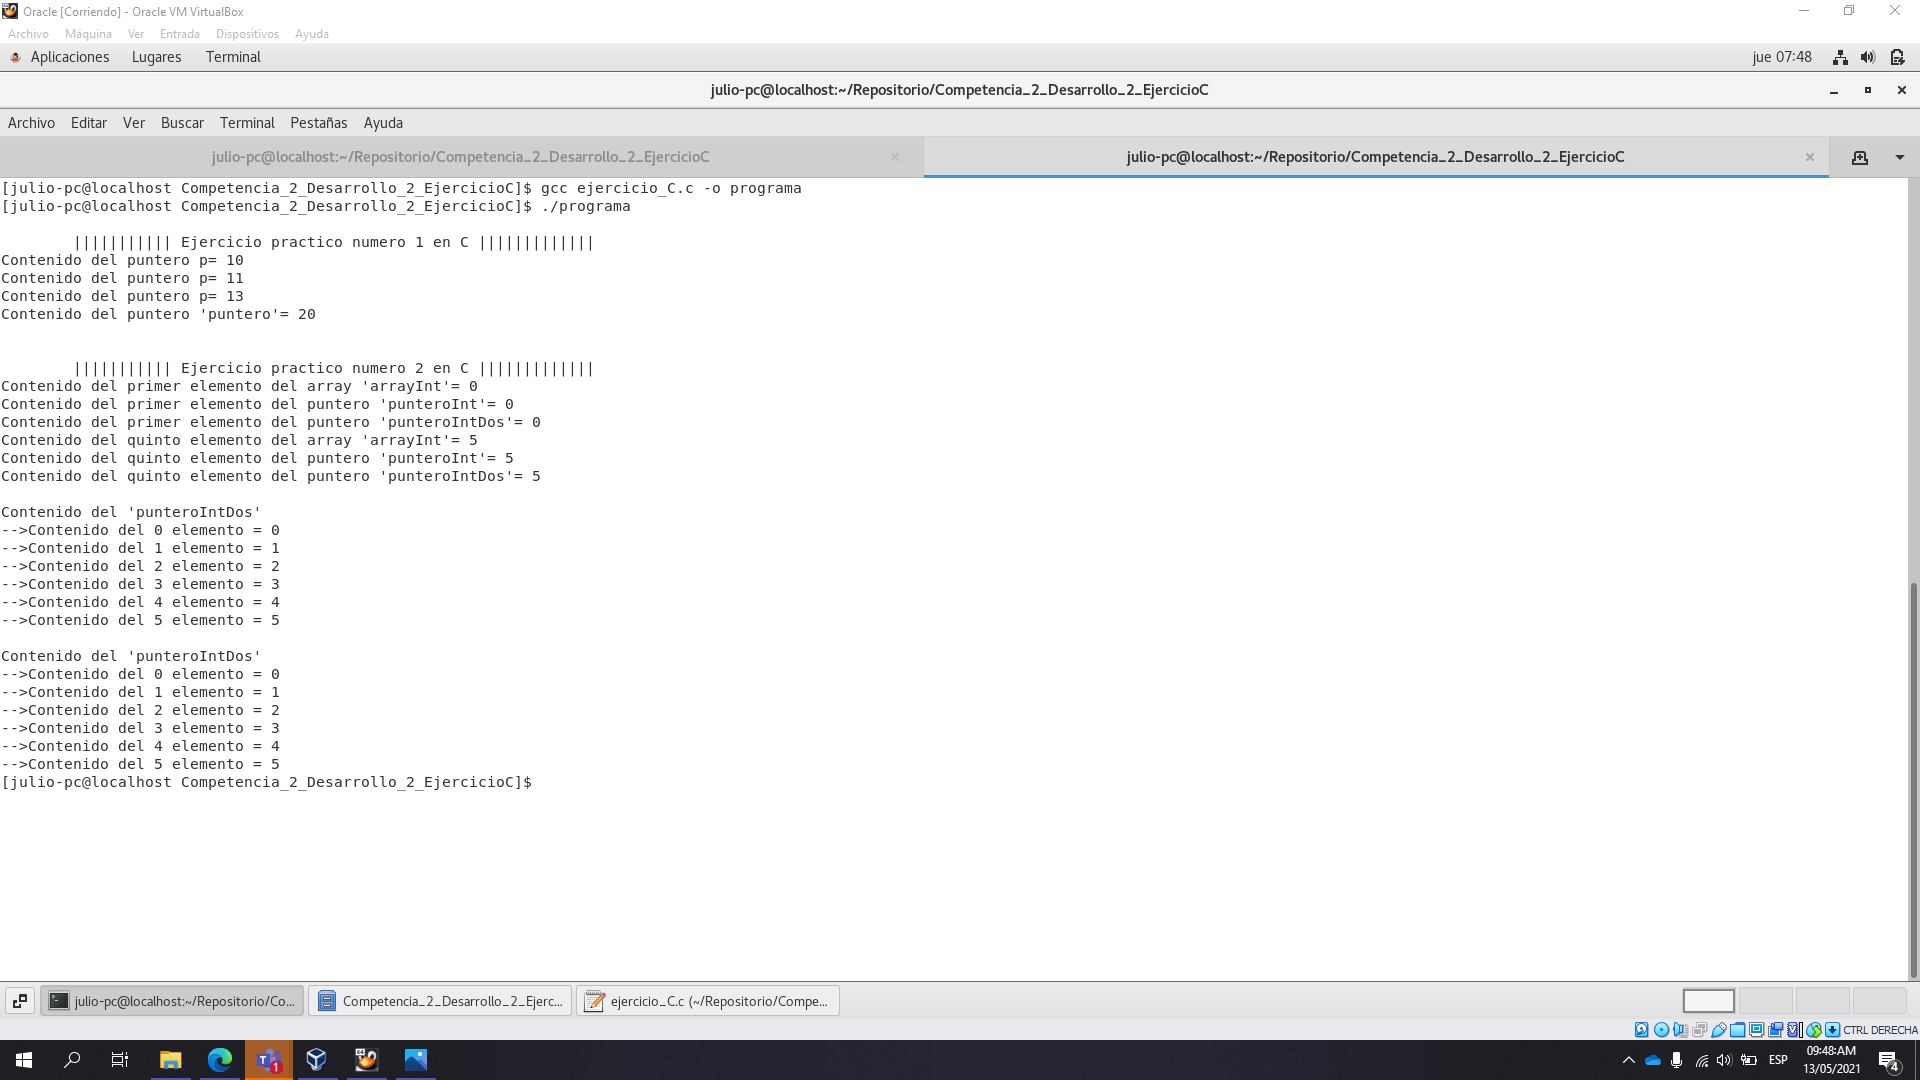 Oracle [Corriendo] - Oracle VM VirtualBox
Archivo Máquina Ver Entrada Dispositivos Ayuda
Aplicaciones Lugares Terminal jue 07:48
julio-pc@localhost:~/Repositorio/Competencia_2_Desarrollo_2_EjercicioC
Archivo Editar Ver Buscar Terminal Pestañas Ayuda
julio-pc@localhost:~/Repositorio/Competencia_2_Desarrollo_2_EjercicioC julio-pc@localhost:~/Repositorio/Competencia_2_Desarrollo_2_EjercicioC
[julio-pc@localhost Competencia_2_Desarrollo_2_EjercicioC]$ gcc ejercicio_C.c -o programa
[julio-pc@localhost Competencia_2_Desarrollo_2_EjercicioC]$ ./programa
||||||||||| Ejercicio practico numero 1 en C |||||||||||||
Contenido del puntero p= 10
Contenido del puntero p= 11
Contenido del puntero p= 13
Contenido del puntero 'puntero'= 20
||||||||||| Ejercicio practico numero 2 en C |||||||||||||
Contenido del primer elemento del array 'arrayInt'= 0
Contenido del primer elemento del puntero 'punteroInt'= 0
Contenido del primer elemento del puntero 'punteroIntDos'= 0
Contenido del quinto elemento del array 'arrayInt'= 5
Contenido del quinto elemento del puntero 'punteroInt'= 5
Contenido del quinto elemento del puntero 'punteroIntDos'= 5
Contenido del 'punteroIntDos'
-->Contenido del 0 elemento = 0
-->Contenido del 1 elemento = 1
-->Contenido del 2 elemento = 2
-->Contenido del 3 elemento = 3
-->Contenido del 4 elemento = 4
-->Contenido del 5 elemento = 5
Contenido del 'punteroIntDos'
-->Contenido del 0 elemento = 0
-->Contenido del 1 elemento = 1
-->Contenido del 2 elemento = 2
-->Contenido del 3 elemento = 3
-->Contenido del 4 elemento = 4
-->Contenido del 5 elemento = 5
[julio-pc@localhost Competencia_2_Desarrollo_2_EjercicioC]$
julio-pc@localhost:~/Repositorio/Co... Competencia_2_Desarrollo_2_Ejerc... ejercicio_C.c (~/Repositorio/Compe...
CTRL DERECHA
ESP 09:48:AM
13/05/2021
1
4